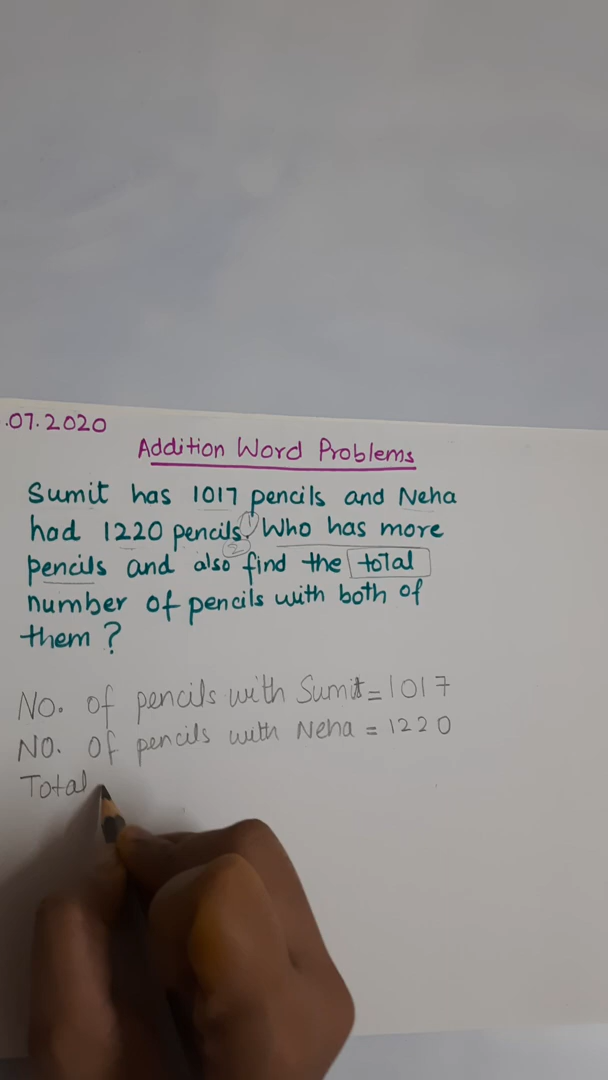 .07.2020
Addition Word Problems
Sumit has 1017 pencils and Neha
had 1220 pencils. ① Who has more
pencils and ② also find the total
number of pencils with both of
them ?
No. of pencils with Sumit = 1017
No. of pencils with Neha = 1220
Total